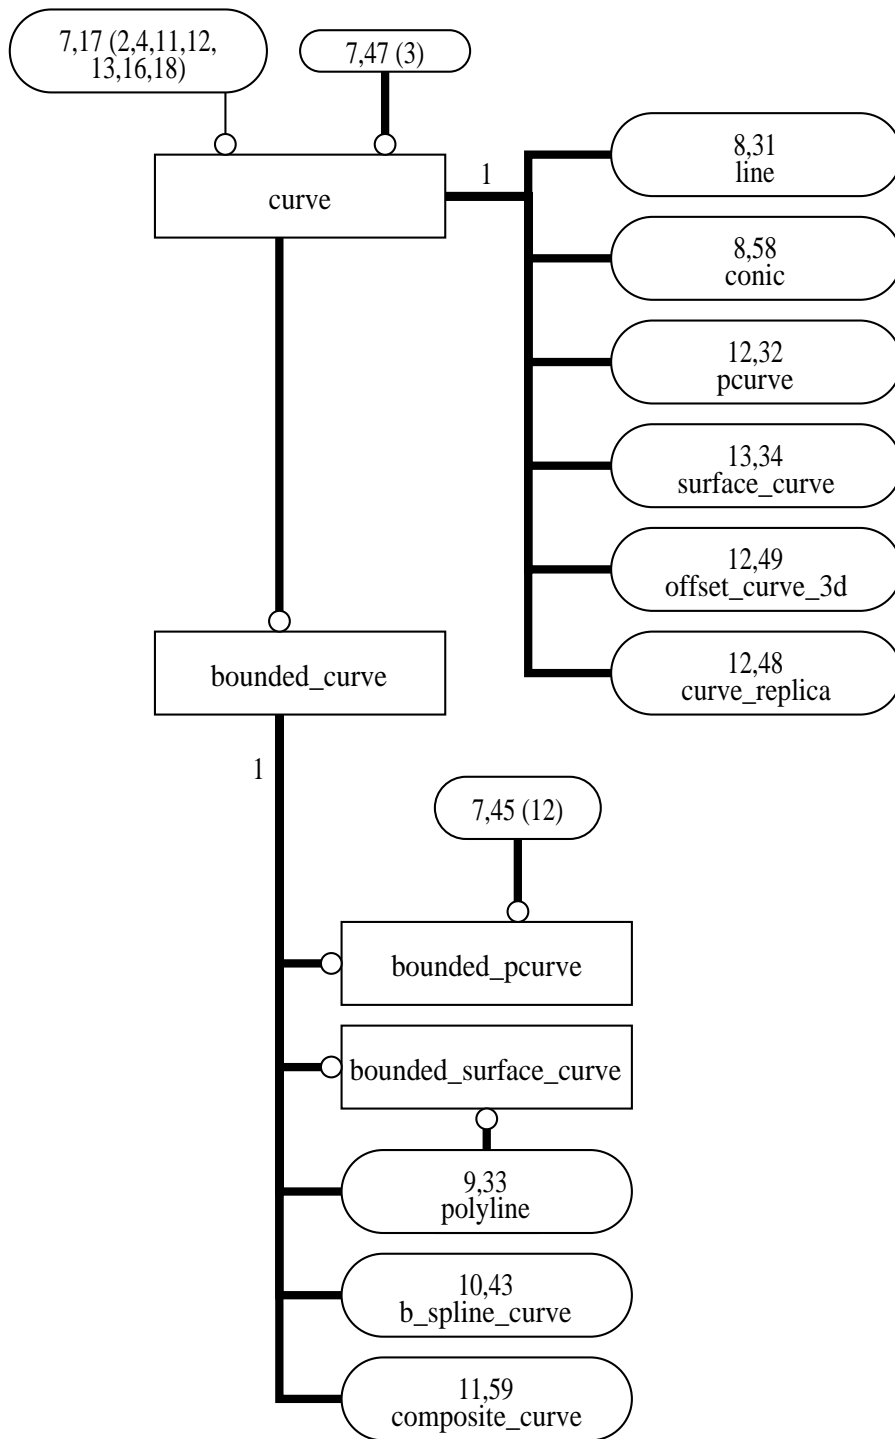 7,17 (2,4,11,12,
13,16,18)
7,47 (3)
curve
1
8,31
line
8,58
conic
12,32
pcurve
13,34
surface_curve
12,49
offset_curve_3d
12,48
curve_replica
bounded_curve
1
7,45 (12)
bounded_pcurve
bounded_surface_curve
9,33
polyline
10,43
b_spline_curve
11,59
composite_curve